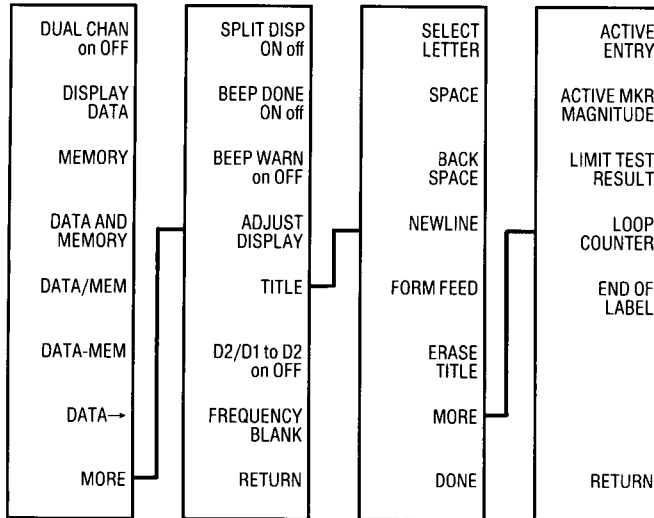 DUAL CHAN
on OFF
DISPLAY
DATA
MEMORY
DATA AND
MEMORY
DATA/MEM
DATA-MEM
DATA→
MORE
SPLIT DISP
ON off
BEEP DONE
ON off
BEEP WARN
on OFF
ADJUST
DISPLAY
TITLE
D2/D1 to D2
on OFF
FREQUENCY
BLANK
RETURN
SELECT
LETTER
SPACE
BACK
SPACE
NEWLINE
FORM FEED
ERASE
TITLE
MORE
DONE
ACTIVE
ENTRY
ACTIVE MKR
MAGNITUDE
LIMIT TEST
RESULT
LOOP
COUNTER
END OF
LABEL
RETURN